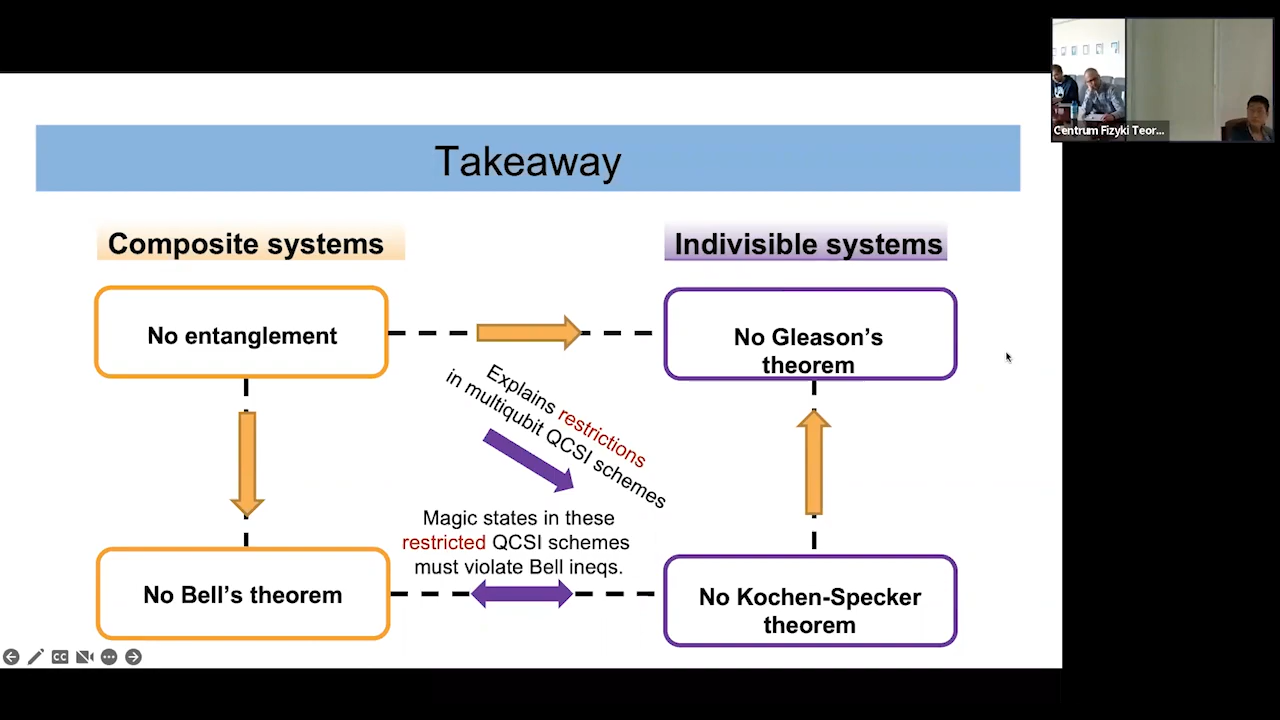 Takeaway
Composite systems
Indivisible systems
No entanglement
No Gleason's
theorem
Explains restrictions
in multiqubit QCSI schemes
Magic states in these
restricted QCSI schemes
must violate Bell ineqs.
No Bell's theorem
No Kochen-Specker
theorem
Centrum Fizyki Teor...
CC